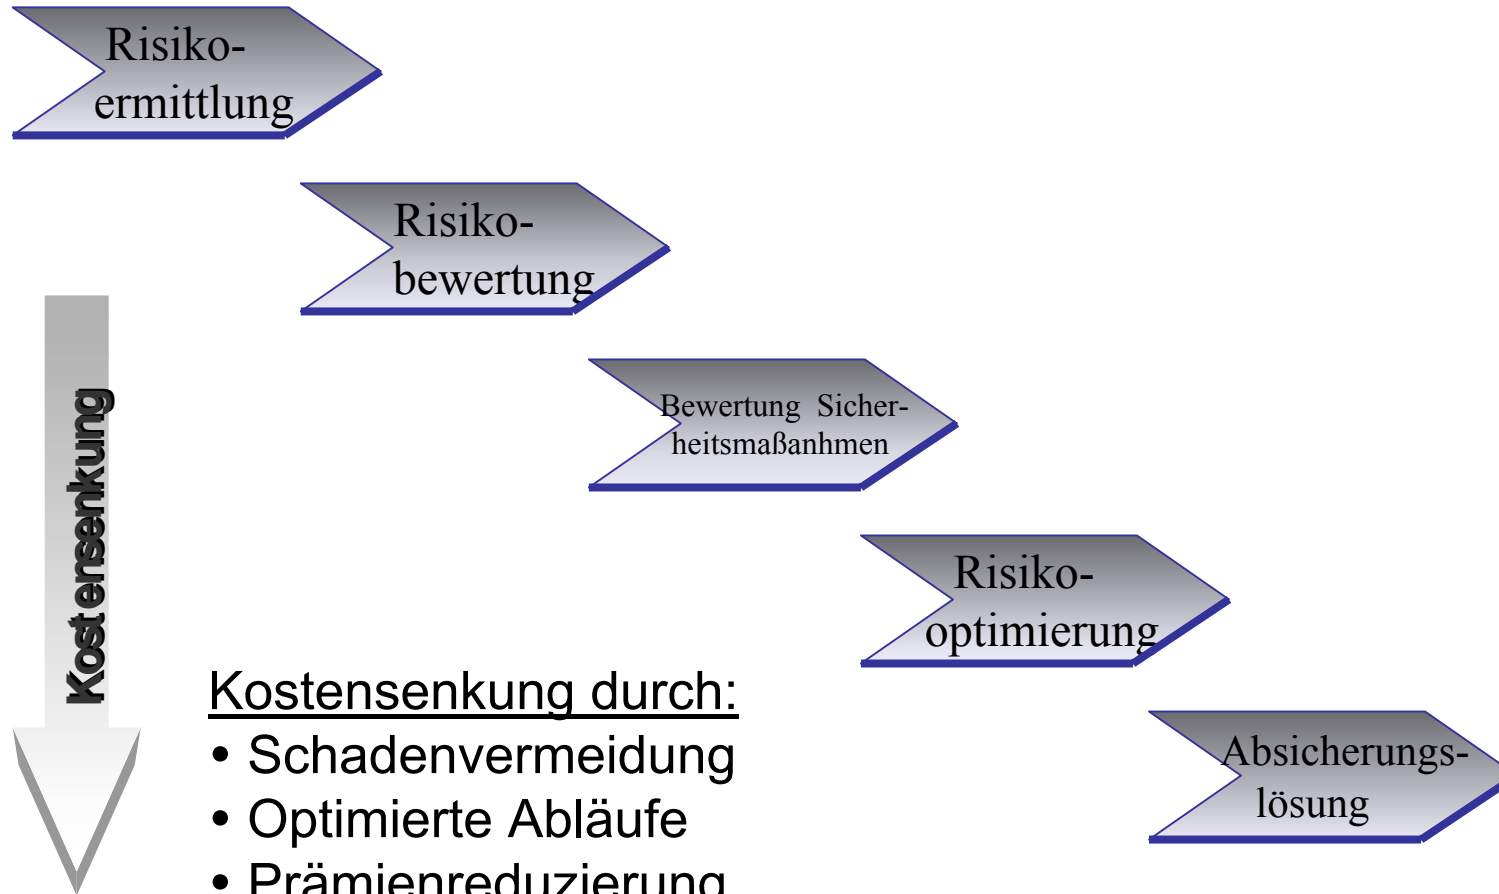 Risiko-
ermittlung
Risiko-
bewertung
Bewertung Sicher-
heitsmaßanhmen
Risiko-
optimierung
Absicherungs-
lösung
Kostensenkung
Kostensenkung durch:
• Schadenvermeidung
• Optimierte Abläufe
• Prämienreduzierung